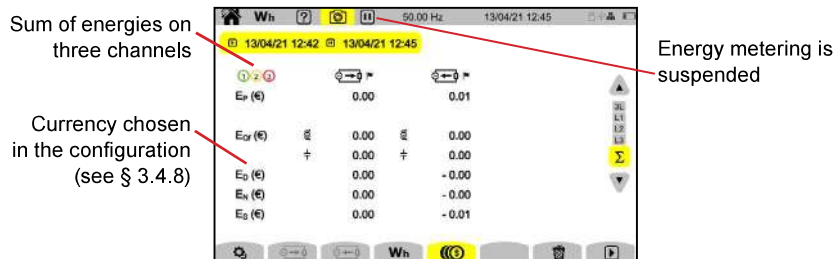 Sum of energies on
three channels
Wh ? 50.00 Hz 13/04/21 12:45
13/04/21 12:42 13/04/21 12:45
Energy metering is
suspended
1 2 3
EP (€) 0.00 0.01
Currency chosen
in the configuration
(see § 3.4.8)
EQf (€) 0.00 0.00
0.00 0.00
ED (€) 0.00 - 0.00
EN (€) 0.00 - 0.00
ES (€) 0.00 - 0.01
3L
L1
L2
L3
Σ
Wh